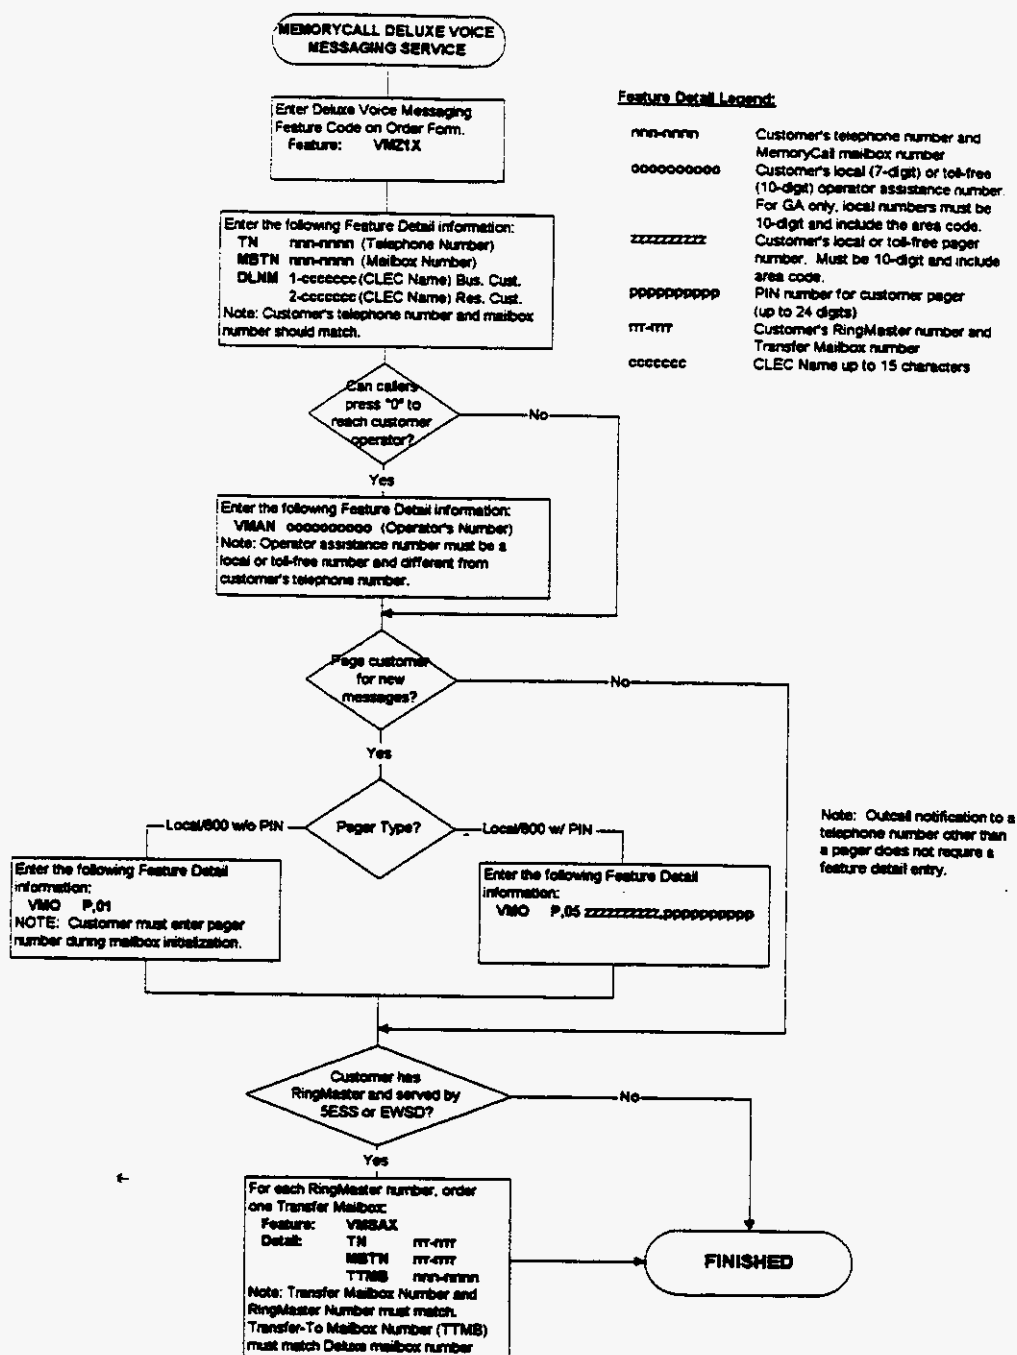 MEMORYCALL DELUXE VOICE
MESSAGING SERVICE
Enter Deluxe Voice Messaging
Feature Code on Order Form.
Feature: VMZ1X
Enter the following Feature Detail information:
TN nnn-nnnn (Telephone Number)
MBTN nnn-nnnn (Mailbox Number)
DLNM 1-ccccccc (CLEC Name) Bus. Cust.
2-ccccccc (CLEC Name) Res. Cust.
Note: Customer's telephone number and mailbox
number should match.
Feature Detail Legend:
nnn-nnnn Customer's telephone number and
MemoryCall mailbox number
oooooooooo Customer's local (7-digit) or toll-free
(10-digit) operator assistance number.
For GA only, local numbers must be
10-digit and include the area code.
zzzzzzzzzz Customer's local or toll-free pager
number. Must be 10-digit and include
area code.
pppppppppp PIN number for customer pager
(up to 24 digits)
rrr-rrrr Customer's RingMaster number and
Transfer Mailbox number
ccccccc CLEC Name up to 15 characters
Can callers
press "0" to
reach customer
operator?
No
Yes
Enter the following Feature Detail information:
VMAN oooooooooo (Operator's Number)
Note: Operator assistance number must be a
local or toll-free number and different from
customer's telephone number.
Page customer
for new
messages?
No
Yes
Pager Type?
Local/800 w/o PIN
Local/800 w/ PIN
Enter the following Feature Detail
information:
VMO P,01
NOTE: Customer must enter pager
number during mailbox initialization.
Enter the following Feature Detail
information:
VMO P,05 zzzzzzzzzz,pppppppppp
Note: Outcall notification to a
telephone number other than
a pager does not require a
feature detail entry.
Customer has
RingMaster and served by
5ESS or EWSD?
No
Yes
For each RingMaster number, order
one Transfer Mailbox:
Feature: VMSAX
Detail: TN rrr-rrrr
MBTN rrr-rrrr
TTMB nnn-nnnn
Note: Transfer Mailbox Number and
RingMaster Number must match.
Transfer-To Mailbox Number (TTMB)
must match Deluxe mailbox number
FINISHED